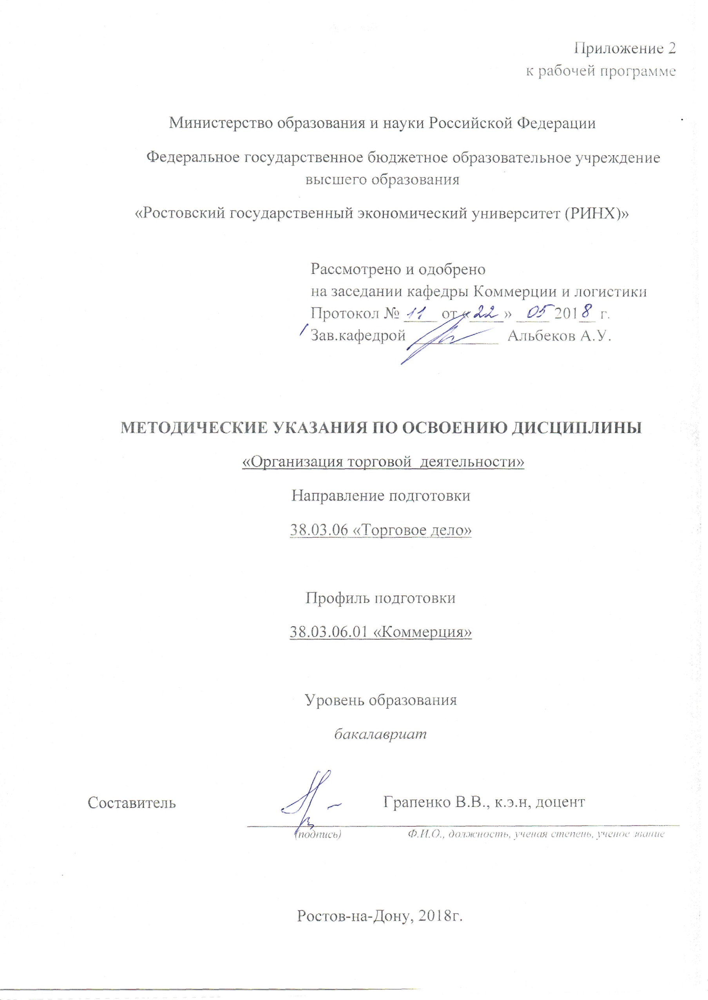 Приложение 2
к рабочей программе
Министерство образования и науки Российской Федерации
Федеральное государственное бюджетное образовательное учреждение
высшего образования
«Ростовский государственный экономический университет (РИНХ)»
Рассмотрено и одобрено
на заседании кафедры Коммерции и логистики
Протокол № 11 от «22» 05 2018 г.
Зав.кафедрой Альбеков А.У.
МЕТОДИЧЕСКИЕ УКАЗАНИЯ ПО ОСВОЕНИЮ ДИСЦИПЛИНЫ
«Организация торговой деятельности»
Направление подготовки
38.03.06 «Торговое дело»
Профиль подготовки
38.03.06.01 «Коммерция»
Уровень образования
бакалавриат
Составитель Грапенко В.В., к.э.н, доцент
(подпись) Ф.И.О., должность, ученая степень, ученое звание
Ростов-на-Дону, 2018г.